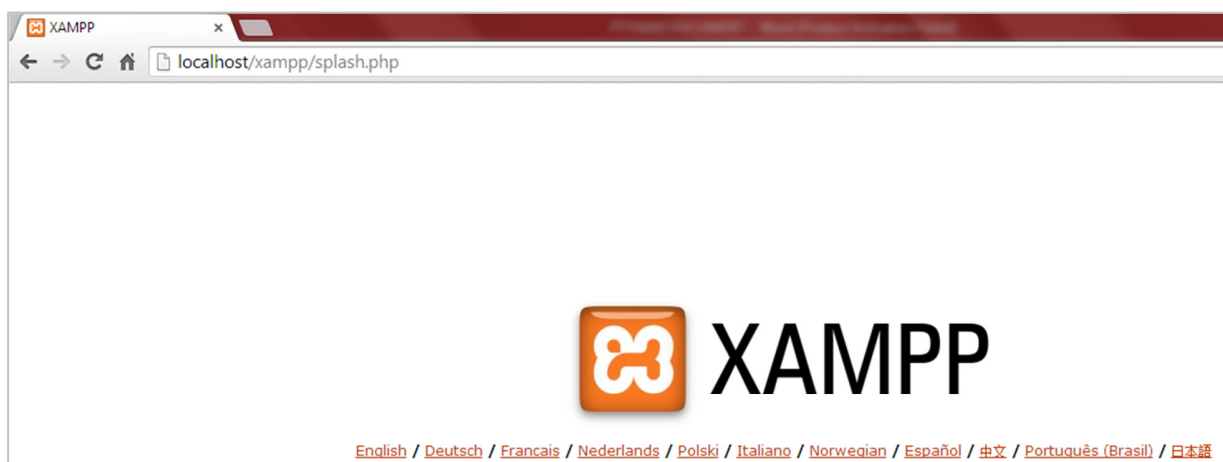 XAMPP
localhost/xampp/splash.php
XAMPP
English / Deutsch / Francais / Nederlands / Polski / Italiano / Norwegian / Español / 中文 / Português (Brasil) / 日本語